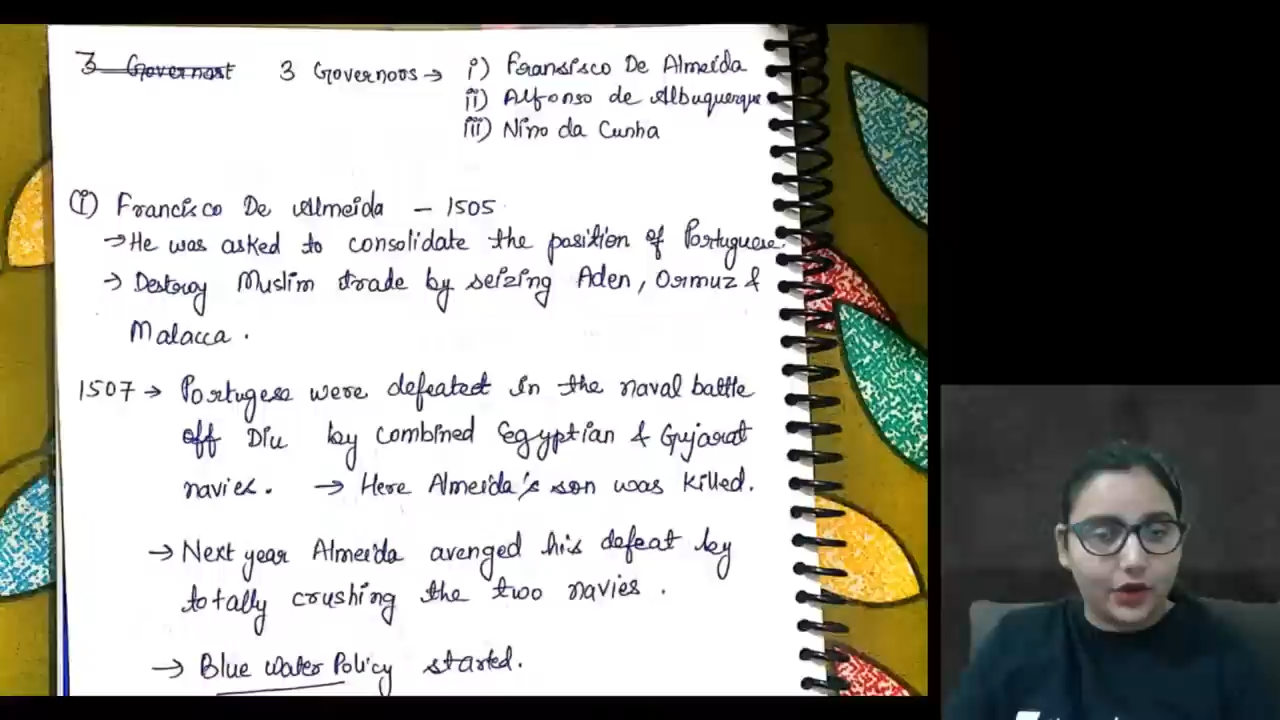 3 Governast 3 Governors → i) Fransisco De Almeida
ii) Alfonso de Albuquerque
iii) Nino da Cunha
(i) Francisco De Almeida – 1505
→ He was asked to consolidate the position of Portuguese.
→ Destroy Muslim trade by seizing Aden, Ormuz &
Malacca.
1507 → Portugese were defeated in the naval battle
off Diu by combined Egyptian & Gujarat
navies. → Here Almeida's son was killed.
→ Next year Almeida avenged his defeat by
totally crushing the two navies.
→ Blue water Policy started.